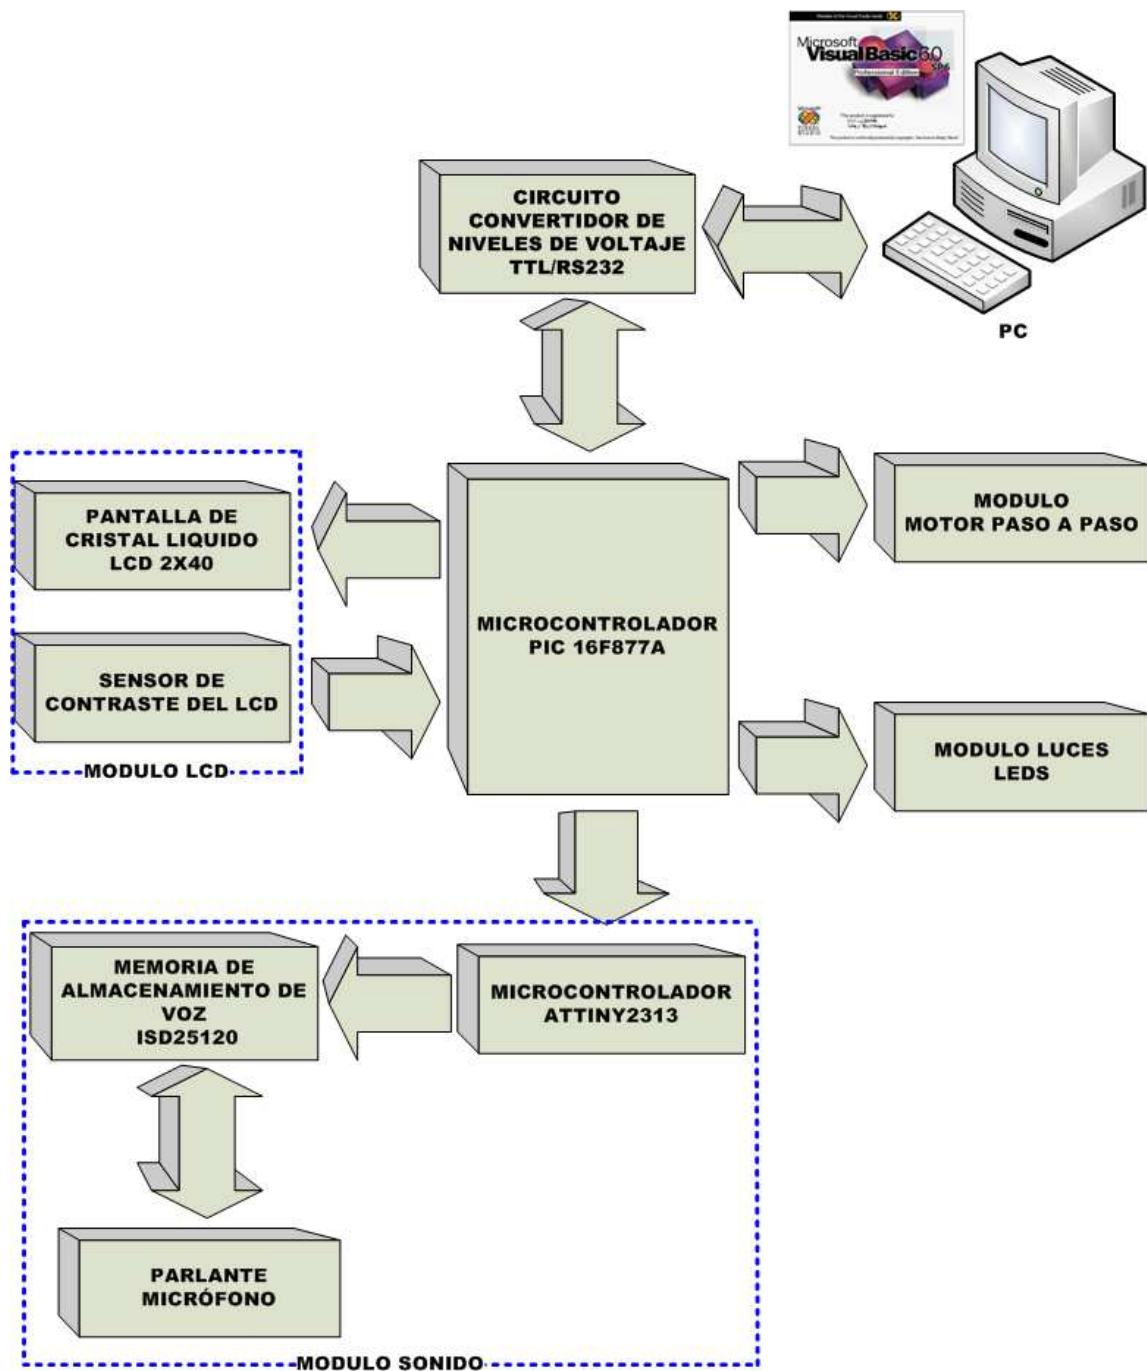 Microsoft
Visual Basic 6.0
SP6
Professional Edition
CIRCUITO
CONVERTIDOR DE
NIVELES DE VOLTAJE
TTL/RS232
PC
PANTALLA DE
CRISTAL LIQUIDO
LCD 2X40
SENSOR DE
CONTRASTE DEL LCD
MODULO LCD
MICROCONTROLADOR
PIC 16F877A
MODULO
MOTOR PASO A PASO
MODULO LUCES
LEDS
MEMORIA DE
ALMACENAMIENTO DE
VOZ
ISD25120
MICROCONTROLADOR
ATTINY2313
PARLANTE
MICRÓFONO
MODULO SONIDO